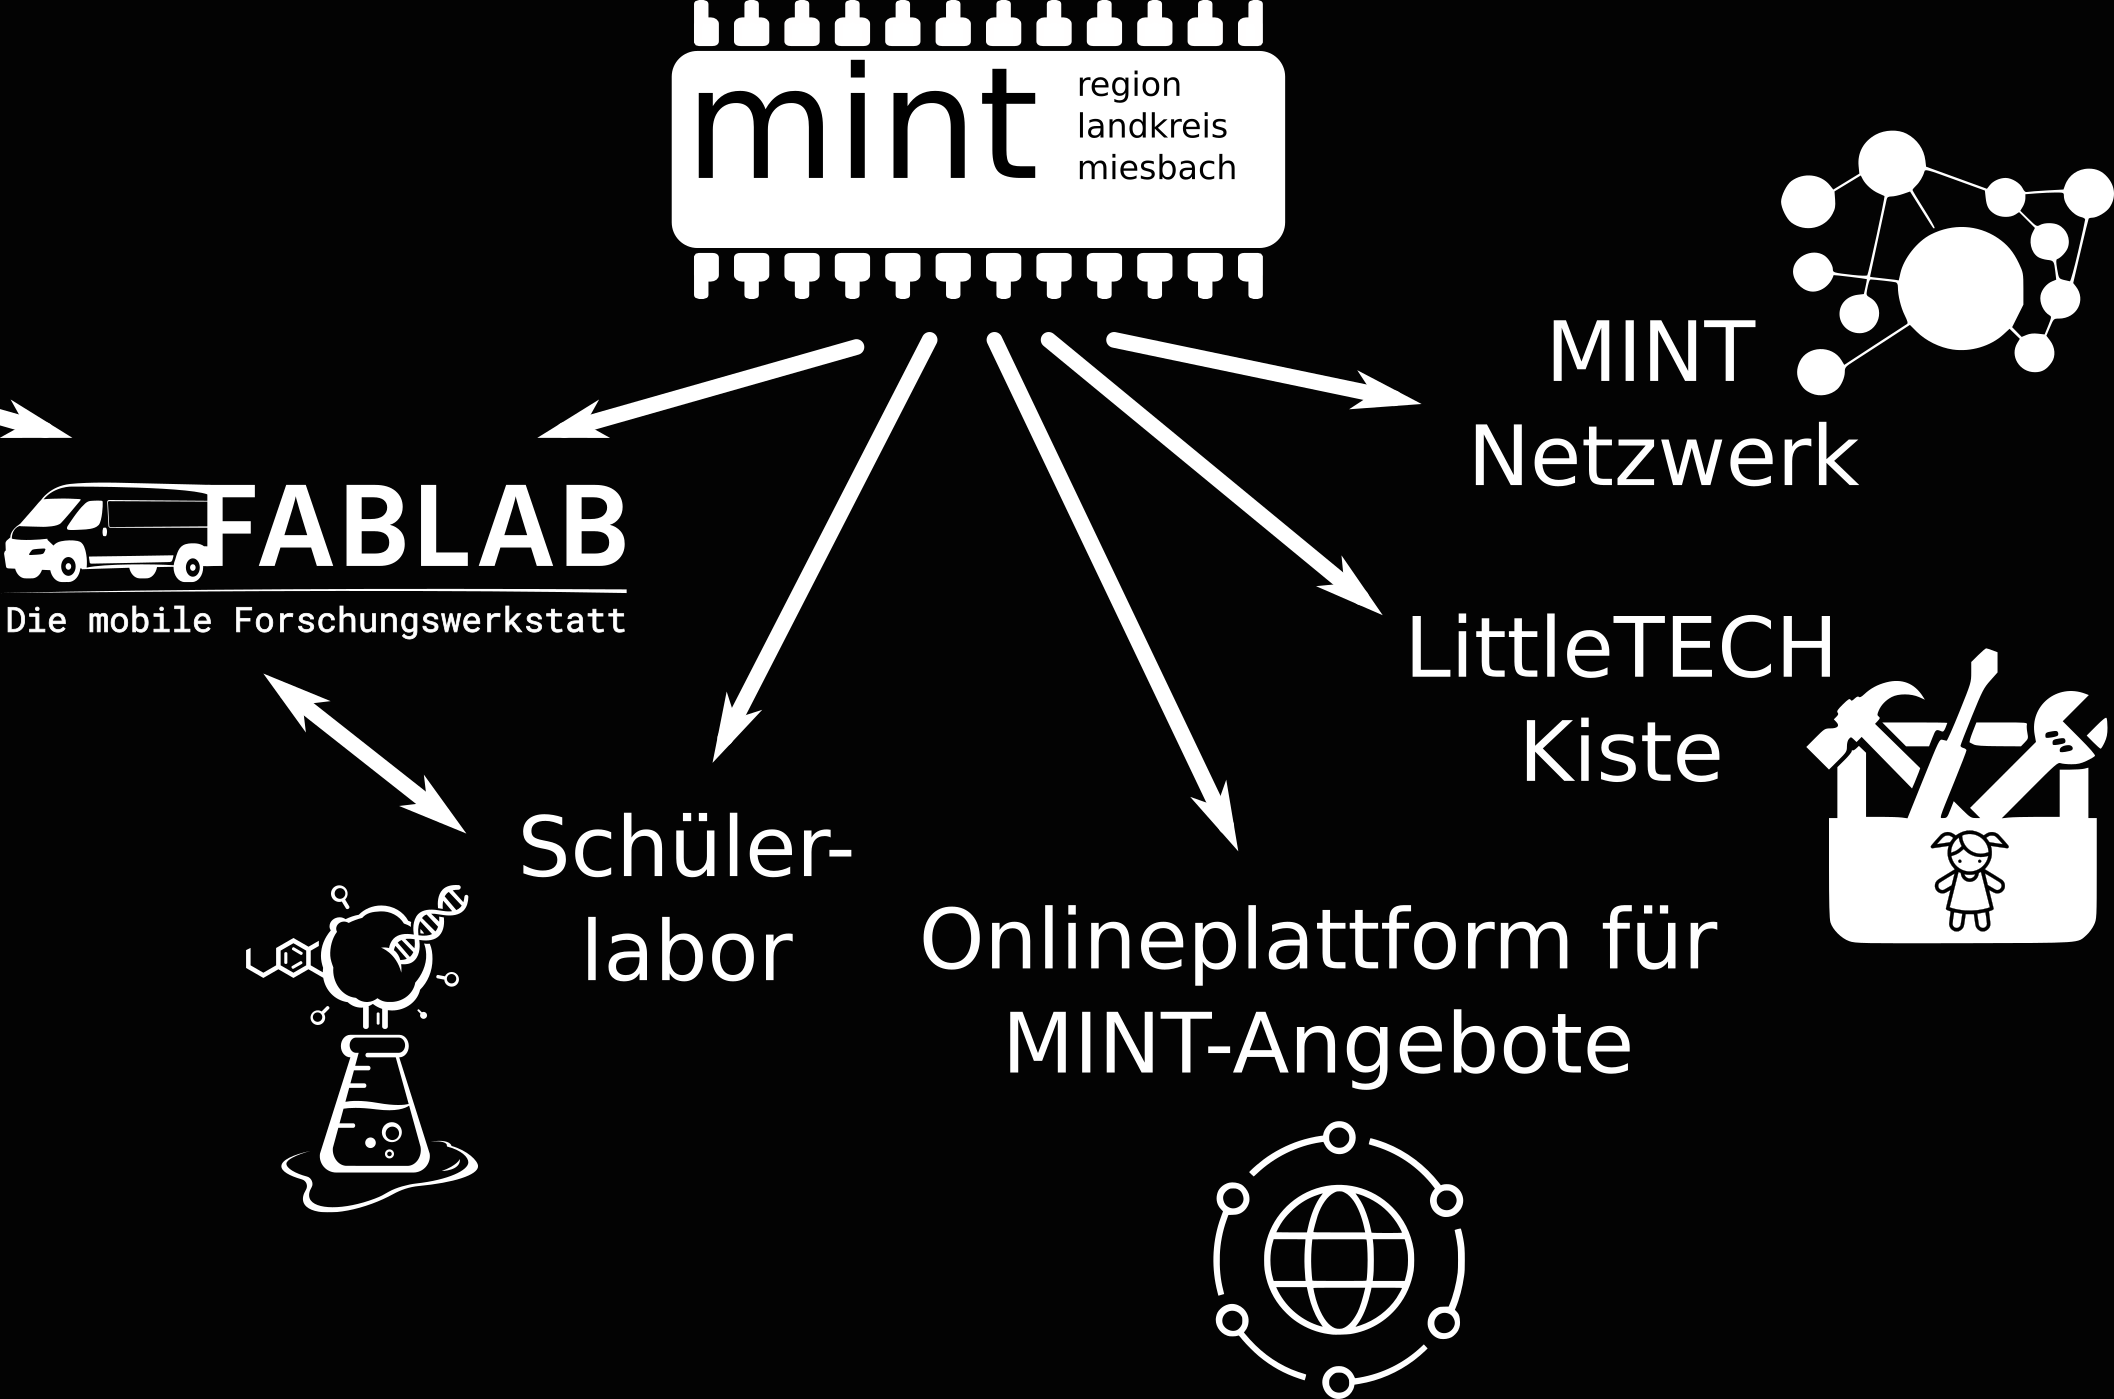 mint
region
landkreis
miesbach
MINT
Netzwerk
FABLAB
Die mobile Forschungswerkstatt
LittleTECH
Kiste
Schüler-
labor
Onlineplattform für
MINT-Angebote